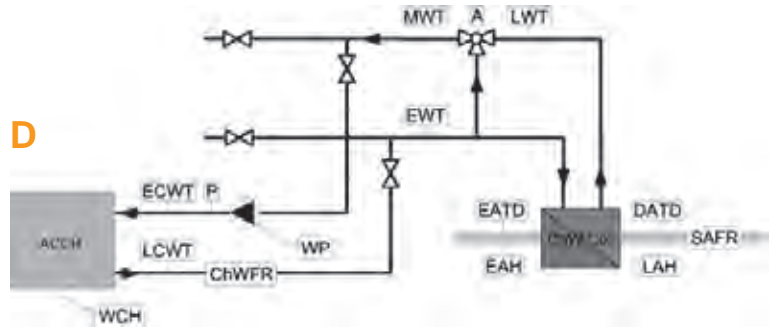 MWT A LWT
EWT
D
ECWT P
EATD DATD
ACCH
WP
SAFR
LCWT
ChWFR
EAH LAH
WCH